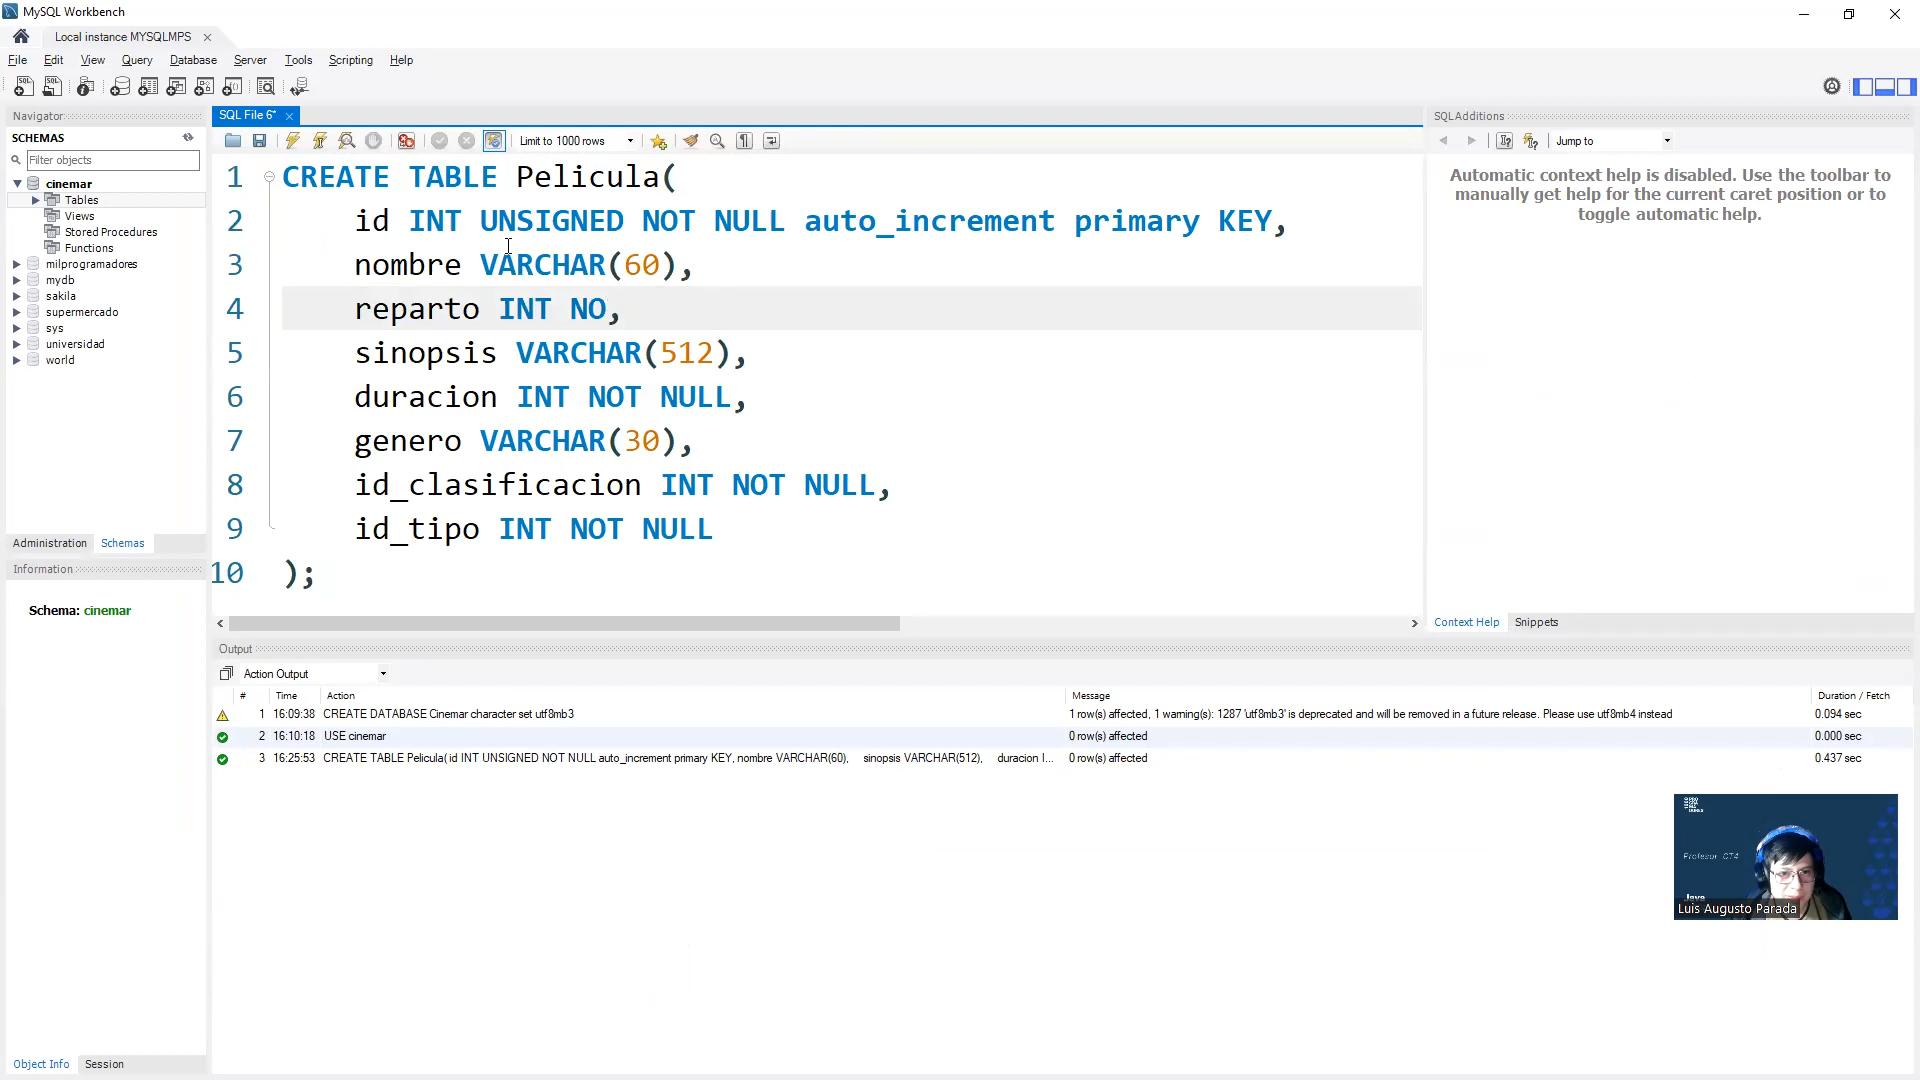 MySQL Workbench
Local instance MYSQLMPS
File Edit View Query Database Server Tools Scripting Help
Navigator
SCHEMAS
Filter objects
cinemar
Tables
Views
Stored Procedures
Functions
milprogramadores
mydb
sakila
supermercado
sys
universidad
world
Administration Schemas
Information
Schema: cinemar
Object Info Session
SQL File 6*
Limit to 1000 rows
1 CREATE TABLE Pelicula(
2 id INT UNSIGNED NOT NULL auto_increment primary KEY,
3 nombre VARCHAR(60),
4 reparto INT NO,
5 sinopsis VARCHAR(512),
6 duracion INT NOT NULL,
7 genero VARCHAR(30),
8 id_clasificacion INT NOT NULL,
9 id_tipo INT NOT NULL
10 );
SQLAdditions
Jump to
Automatic context help is disabled. Use the toolbar to
manually get help for the current caret position or to
toggle automatic help.
Context Help Snippets
Output
Action Output
# Time Action Message Duration / Fetch
1 16:09:38 CREATE DATABASE Cinemar character set utf8mb3 1 row(s) affected, 1 warning(s): 1287 'utf8mb3' is deprecated and will be removed in a future release. Please use utf8mb4 instead 0.094 sec
2 16:10:18 USE cinemar 0 row(s) affected 0.000 sec
3 16:25:53 CREATE TABLE Pelicula( id INT UNSIGNED NOT NULL auto_increment primary KEY, nombre VARCHAR(60), sinopsis VARCHAR(512), duracion I... 0 row(s) affected 0.437 sec
Profesor CT4
Java
Luis Augusto Parada